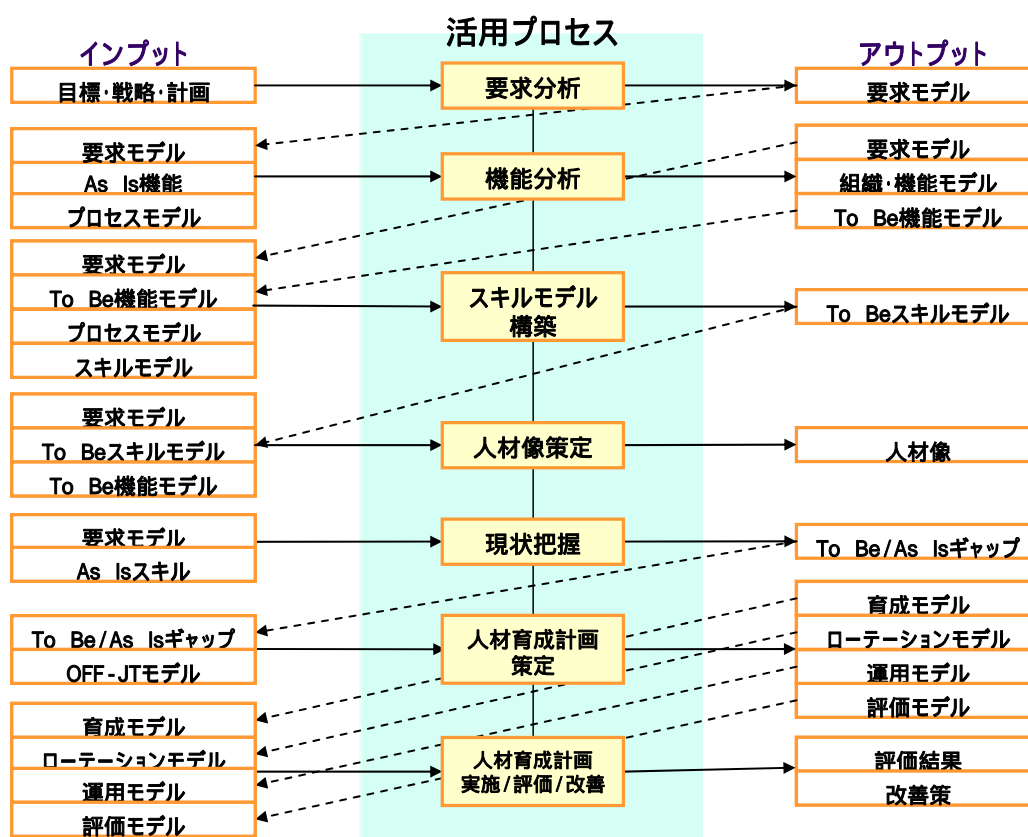 活用プロセス
インプット
アウトプット
目標・戦略・計画
要求分析
要求モデル
要求モデル
As Is機能
プロセスモデル
機能分析
要求モデル
組織・機能モデル
To Be機能モデル
要求モデル
To Be機能モデル
プロセスモデル
スキルモデル
スキルモデル
構築
To Beスキルモデル
要求モデル
To Beスキルモデル
To Be機能モデル
人材像策定
人材像
要求モデル
As Isスキル
現状把握
To Be/As Isギャップ
To Be/As Isギャップ
OFF-JTモデル
人材育成計画
策定
育成モデル
ローテーションモデル
運用モデル
評価モデル
育成モデル
ローテーションモデル
運用モデル
評価モデル
人材育成計画
実施/評価/改善
評価結果
改善策